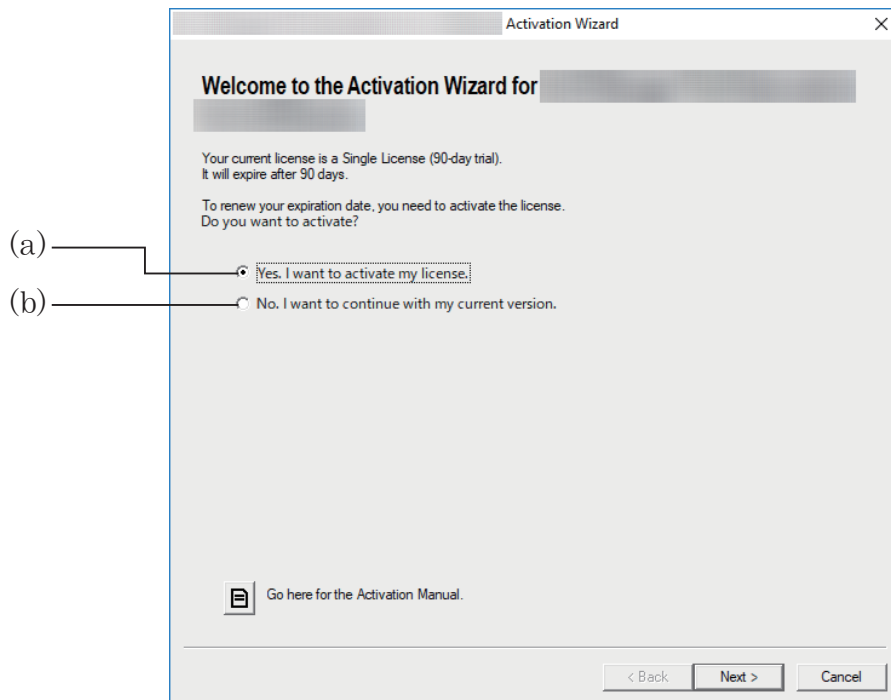 Activation Wizard
Welcome to the Activation Wizard for
Your current license is a Single License (90-day trial).
It will expire after 90 days.
To renew your expiration date, you need to activate the license.
Do you want to activate?
(a)
Yes. I want to activate my license.
(b)
No. I want to continue with my current version.
Go here for the Activation Manual.
< Back
Next >
Cancel